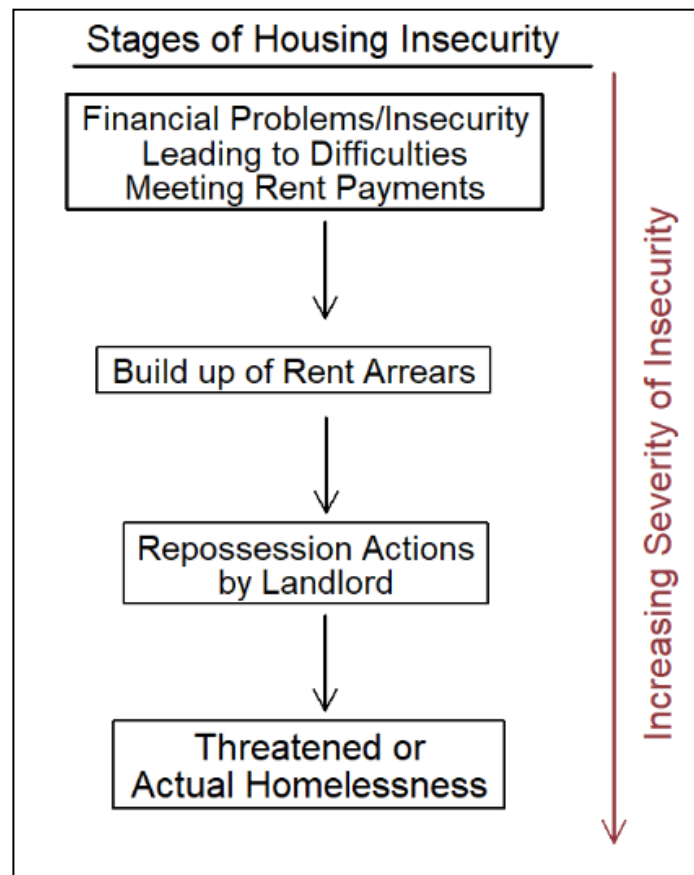 Stages of Housing Insecurity
Financial Problems/Insecurity
Leading to Difficulties
Meeting Rent Payments
Build up of Rent Arrears
Repossession Actions
by Landlord
Threatened or
Actual Homelessness
Increasing Severity of Insecurity